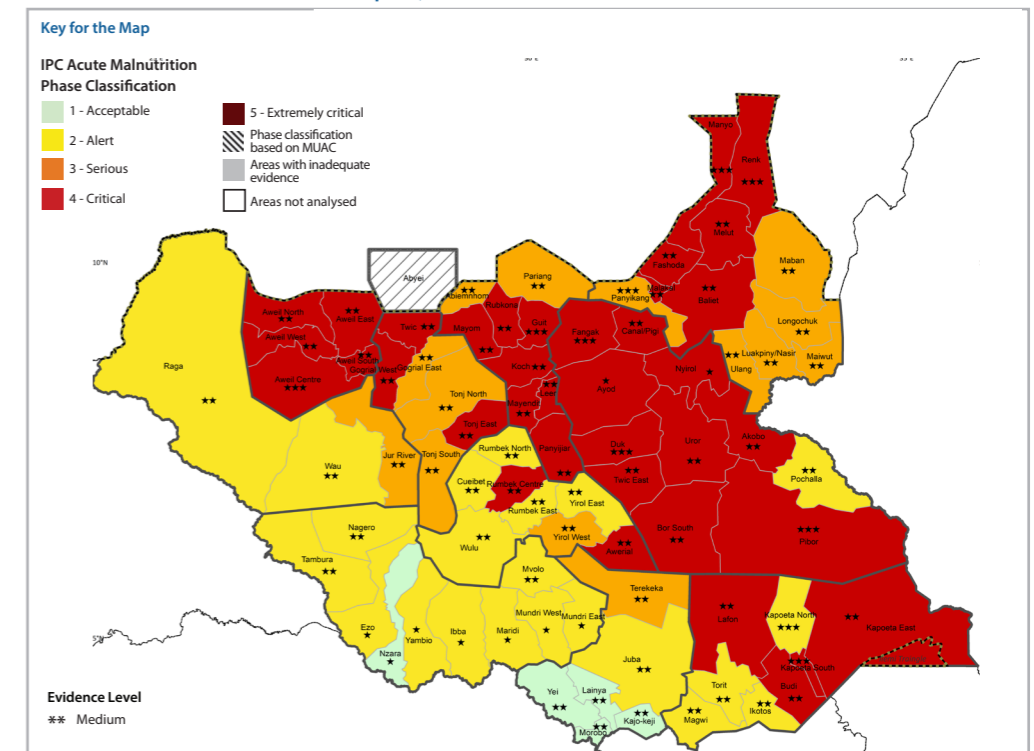 Key for the Map
IPC Acute Malnutrition
Phase Classification
1 - Acceptable
2 - Alert
3 - Serious
4 - Critical
5 - Extremely critical
Phase classification
based on MUAC
Areas with inadequate
evidence
Areas not analysed
10°N
Manyo
★★★
Renk
★★★
★★
Melut
★★
Fashoda
Maban
★★
Abyei
Pariang
★★
★★
Abiemnhom
★★★
Panyikang
Malakal
★★
★★
Baliet
Longochuk
★★
Aweil North
★★
★★
Aweil East
Rubkona
★★
Twic ★★
Mayom
★★
Guit
★★★
Fangak
★★★
★★
Canal/Pigi
Aweil West
★★
★★
Aweil South
Gogrial West
★★
★★
Gogrial East
Koch ★★
Nyirol ★
★★
Ulang
Luakpiny/Nasir
★★
Maiwut
★★
Raga
★★
Aweil Centre
★★★
Tonj North
★★
★★
Leer
Mayendit
★★
★
Ayod
Tonj East
★★
Panyijiar
★★
Duk
★★★
Uror
★★
Akobo
★★
Wau
★★
Jur River
★★
Tonj South
★★
Rumbek North
★★
★★
Twic East
★★
Pochalla
Cueibet
★★
Rumbek Centre
★★
★★
Rumbek East
★★
Yirol East
Nagero
★★
★★
Wulu
★★
Yirol West
★★
Awerial
Bor South
★★
★★★
Pibor
Tambura
★★
Mvolo
★★
Terekeka
★★
★★
Lafon
Kapoeta North
★★★
★★
Kapoeta East
5°N
Ezo
★
★
Yambio
Ibba
★
Maridi
★
Mundri West
★
Mundri East
★
Nzara
★
Juba
★★
★★★
Kapoeta South
Yei
★★
Lainya
★★
★★
Kajo-keji
★★
Morobo
Torit
★★
★★
Magwi
Ikotos
★★
Budi
★★
Evidence Level
★★ Medium